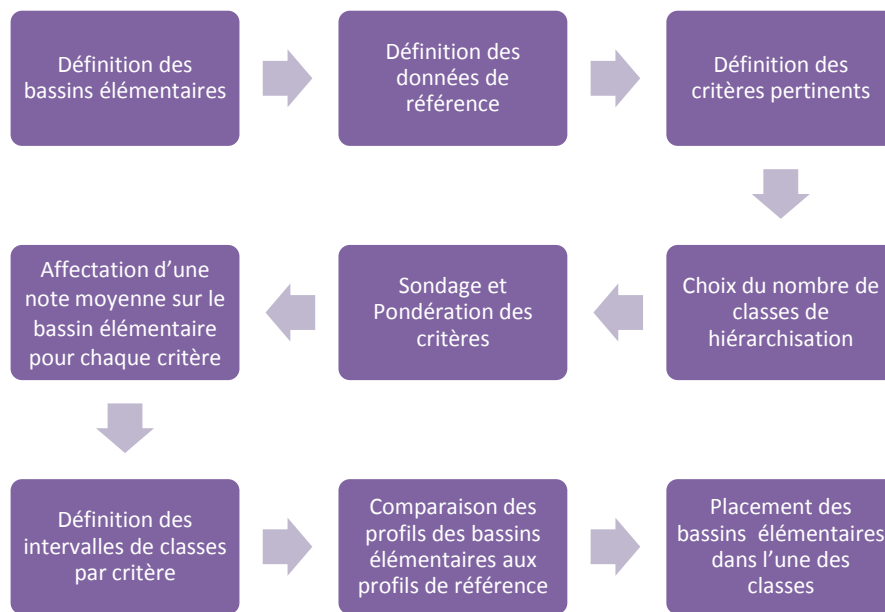 Définition des
bassins élémentaires
Définition des
données de
référence
Définition des
critères pertinents
Choix du nombre de
classes de
hiérarchisation
Sondage et
Pondération des
critères
Affectation d’une
note moyenne sur le
bassin élémentaire
pour chaque critère
Définition des
intervalles de classes
par critère
Comparaison des
profils des bassins
élémentaires aux
profils de référence
Placement des
bassins élémentaires
dans l’une des
classes